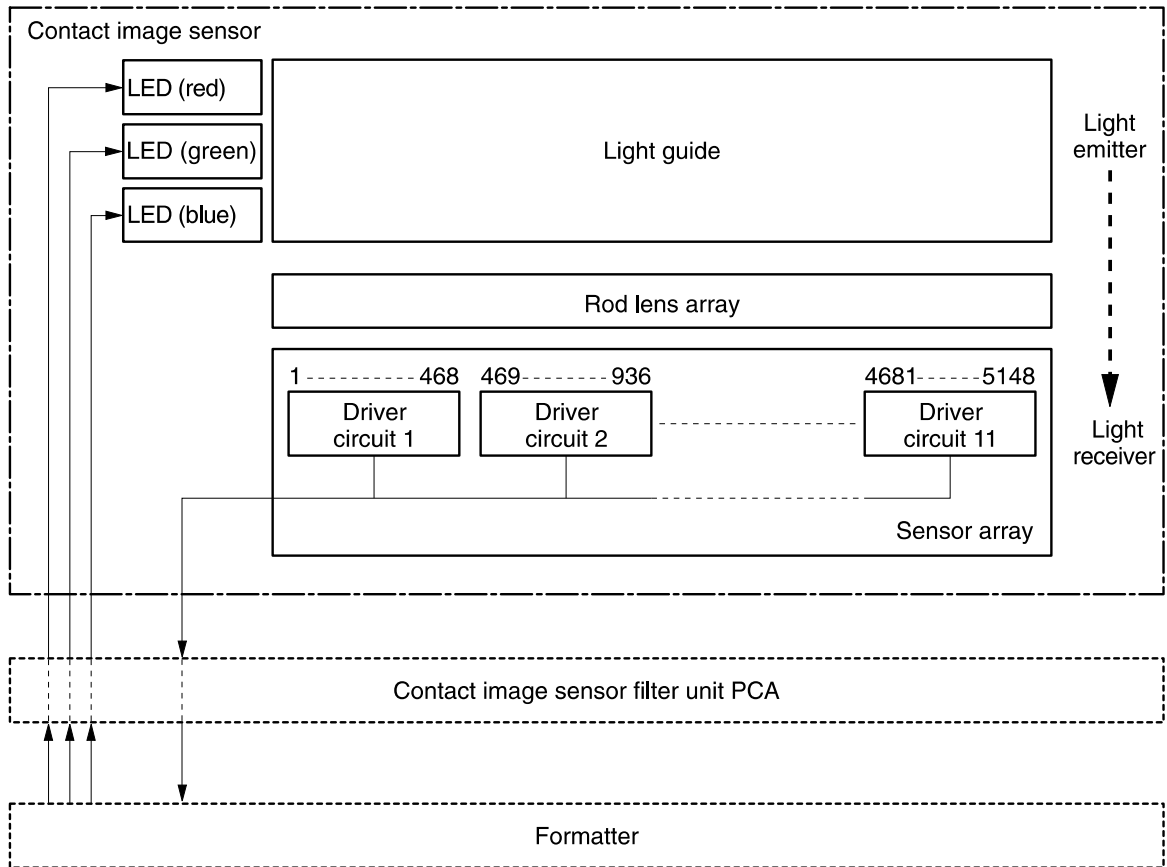 Contact image sensor
LED (red)
LED (green)
LED (blue)
Light guide
Light
emitter
Rod lens array
1 468
469 936
4681 5148
Driver
circuit 1
Driver
circuit 2
Driver
circuit 11
Light
receiver
Sensor array
Contact image sensor filter unit PCA
Formatter